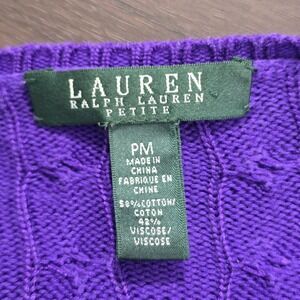 LAUREN
RALPH LAUREN
PETITE
PM
MADE IN
CHINA
FABRIQUE EN
CHINE
58%COTTON/
COTON
42%
VISCOSE/
VISCOSE